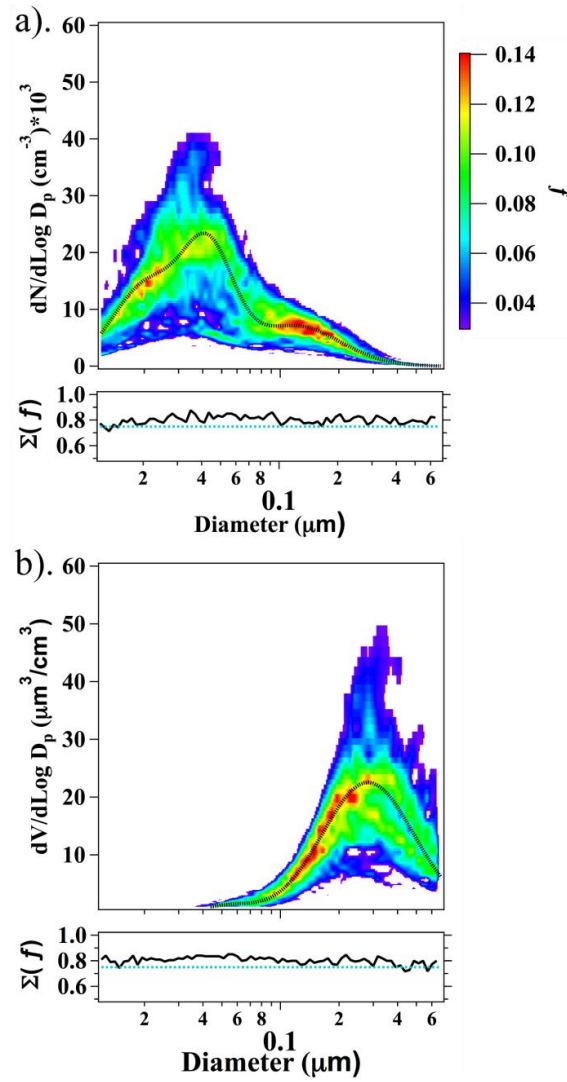 a).
60
50
40
30
20
10
0
dN/dLog Dp (cm-3)*10³
0.14
0.12
0.10
0.08
0.06
0.04
f
1.0
0.8
0.6
Σ(f)
2 4 6 8 2 4 6
0.1
Diameter (μm)
b).
60
50
40
30
20
10
dV/dLog Dp (μm³/cm³)
1.0
0.8
0.6
Σ(f)
2 4 6 8 2 4 6
0.1
Diameter (μm)